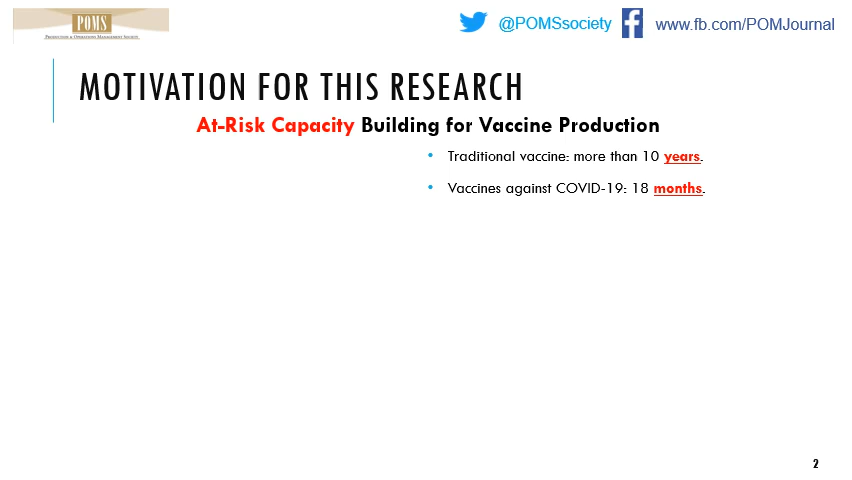 POMS
PRODUCTION & OPERATIONS MANAGEMENT SOCIETY
@POMSsociety
www.fb.com/POMJournal
MOTIVATION FOR THIS RESEARCH
At-Risk Capacity Building for Vaccine Production
• Traditional vaccine: more than 10 years.
• Vaccines against COVID-19: 18 months.
2